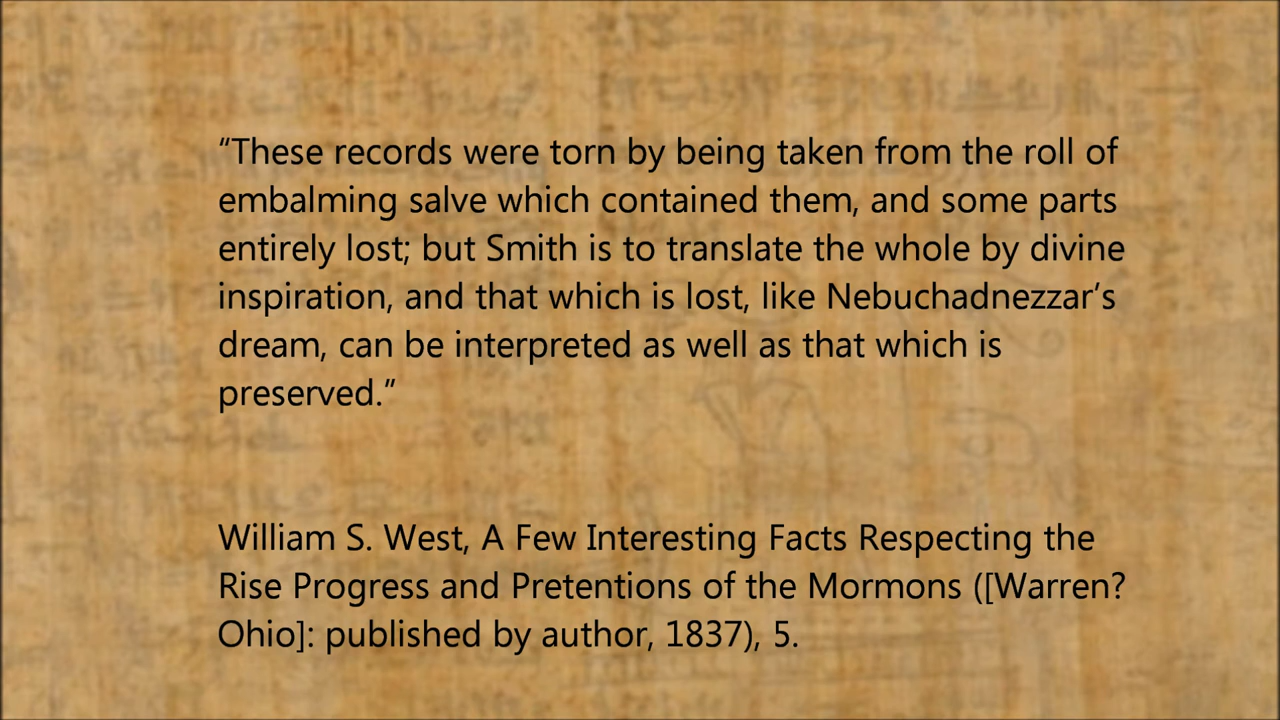 “These records were torn by being taken from the roll of
embalming salve which contained them, and some parts
entirely lost; but Smith is to translate the whole by divine
inspiration, and that which is lost, like Nebuchadnezzar’s
dream, can be interpreted as well as that which is
preserved.”
William S. West, A Few Interesting Facts Respecting the
Rise Progress and Pretentions of the Mormons ([Warren?
Ohio]: published by author, 1837), 5.